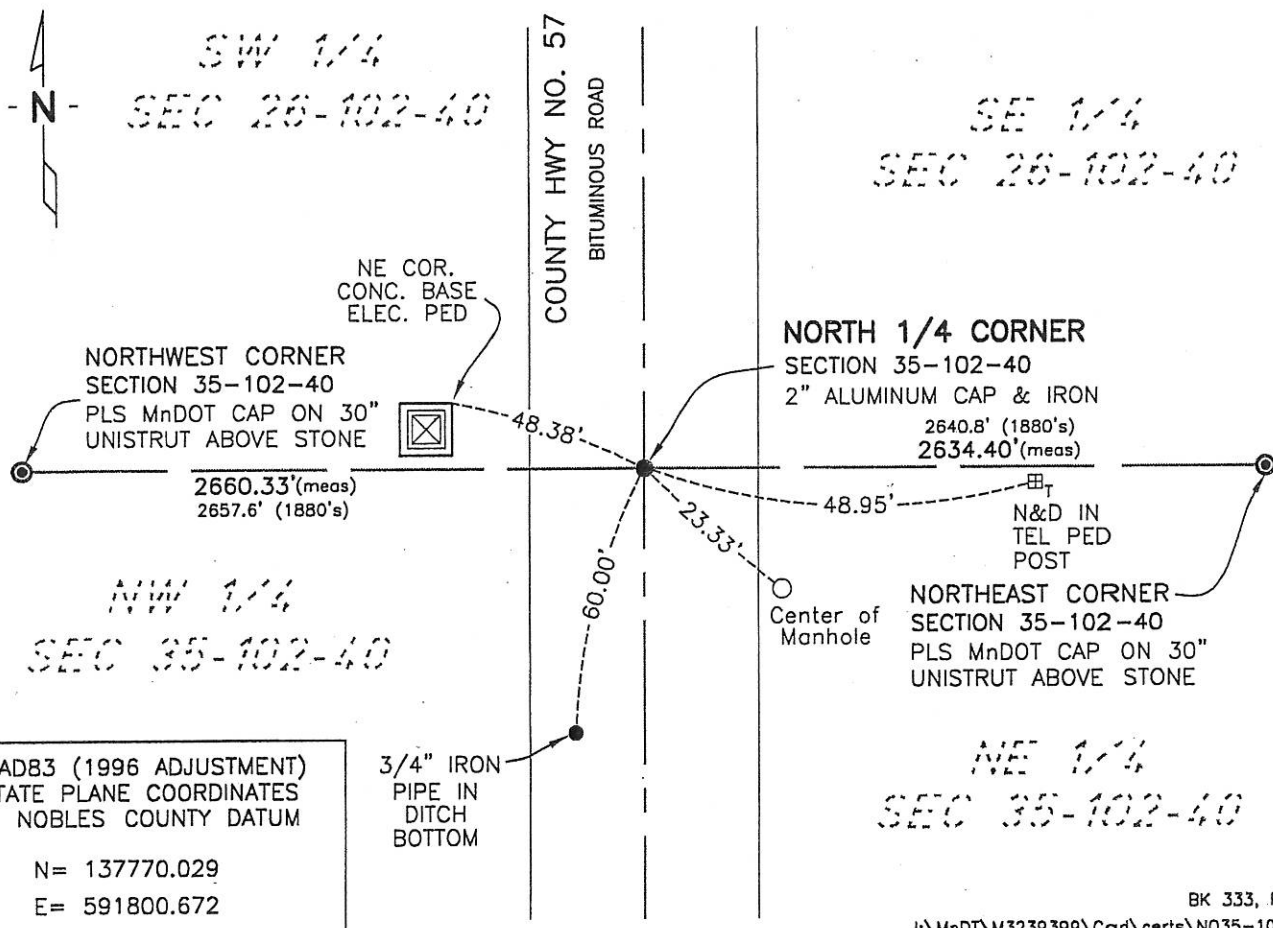 N
SW 1/4
SEC 26-102-40
COUNTY HWY NO. 57
BITUMINOUS ROAD
SE 1/4
SEC 26-102-40
NE COR.
CONC. BASE
ELEC. PED
NORTHWEST CORNER
SECTION 35-102-40
PLS MnDOT CAP ON 30"
UNISTRUT ABOVE STONE
NORTH 1/4 CORNER
SECTION 35-102-40
2" ALUMINUM CAP & IRON
2640.8' (1880's)
2634.40'(meas)
48.38'
2660.33'(meas)
2657.6' (1880's)
48.95'
23.33'
60.00'
T
N&D IN
TEL PED
POST
Center of
Manhole
NORTHEAST CORNER
SECTION 35-102-40
PLS MnDOT CAP ON 30"
UNISTRUT ABOVE STONE
NW 1/4
SEC 35-102-40
3/4" IRON
PIPE IN
DITCH
BOTTOM
NE 1/4
SEC 35-102-40
AD83 (1996 ADJUSTMENT)
TATE PLANE COORDINATES
NOBLES COUNTY DATUM
N= 137770.029
E= 591800.672
BK 333,